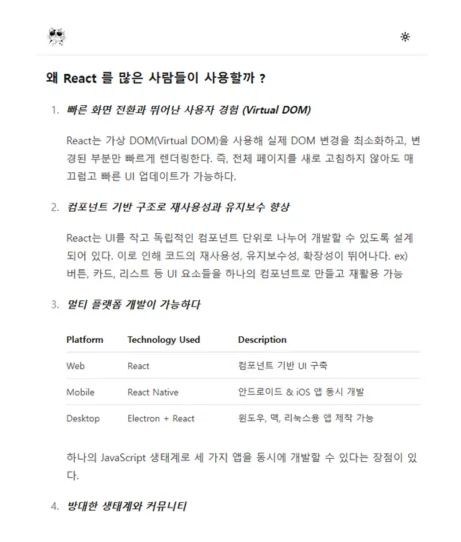 왜 React 를 많은 사람들이 사용할까 ?
1. 빠른 화면 전환과 뛰어난 사용자 경험 (Virtual DOM)
React는 가상 DOM(Virtual DOM)을 사용해 실제 DOM 변경을 최소화하고, 변
경된 부분만 빠르게 렌더링한다. 즉, 전체 페이지를 새로 고침하지 않아도 매
끄럽고 빠른 UI 업데이트가 가능하다.
2. 컴포넌트 기반 구조로 재사용성과 유지보수 향상
React는 UI를 작고 독립적인 컴포넌트 단위로 나누어 개발할 수 있도록 설계
되어 있다. 이로 인해 코드의 재사용성, 유지보수성, 확장성이 뛰어나다. ex)
버튼, 카드, 리스트 등 UI 요소들을 하나의 컴포넌트로 만들고 재활용 가능
3. 멀티 플랫폼 개발이 가능하다
Platform Technology Used Description
Web React 컴포넌트 기반 UI 구축
Mobile React Native 안드로이드 & iOS 앱 동시 개발
Desktop Electron + React 윈도우, 맥, 리눅스용 앱 제작 가능
하나의 JavaScript 생태계로 세 가지 앱을 동시에 개발할 수 있다는 장점이 있
다.
4. 방대한 생태계와 커뮤니티